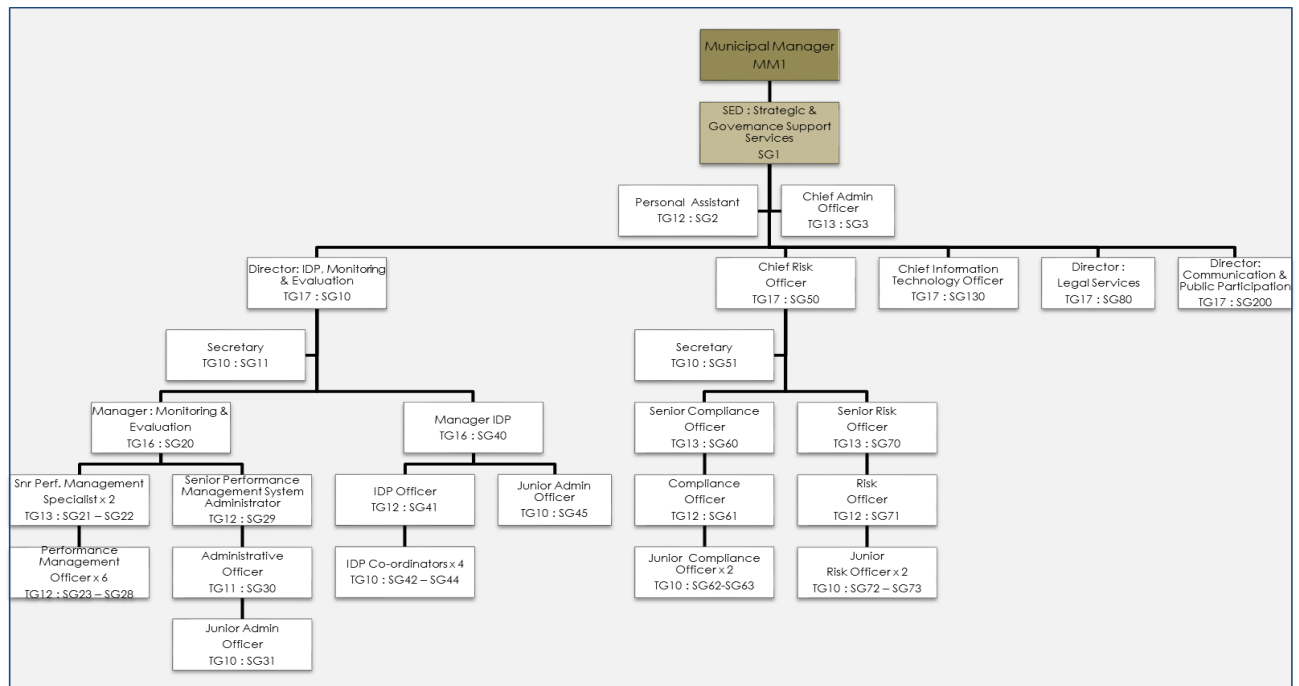 Municipal Manager
MM1
SED : Strategic &
Governance Support
Services
SG1
Personal Assistant
TG12 : SG2
Chief Admin
Officer
TG13 : SG3
Director: IDP, Monitoring
& Evaluation
TG17 : SG10
Chief Risk
Officer
TG17 : SG50
Chief Information
Technology Officer
TG17 : SG130
Director :
Legal Services
TG17 : SG80
Director:
Communication &
Public Participation
TG17 : SG200
Secretary
TG10 : SG11
Secretary
TG10 : SG51
Manager : Monitoring &
Evaluation
TG16 : SG20
Manager IDP
TG16 : SG40
Senior Compliance
Officer
TG13 : SG60
Senior Risk
Officer
TG13 : SG70
Snr Perf. Management
Specialist x 2
TG13 : SG21 – SG22
Senior Performance
Management System
Administrator
TG12 : SG29
IDP Officer
TG12 : SG41
Junior Admin
Officer
TG10 : SG45
Compliance
Officer
TG12 : SG61
Risk
Officer
TG12 : SG71
Performance
Management
Officer x 6
TG12 : SG23 – SG28
Administrative
Officer
TG11 : SG30
IDP Co-ordinators x 4
TG10 : SG42 – SG44
Junior Compliance
Officer x 2
TG10 : SG62-SG63
Junior
Risk Officer x 2
TG10 : SG72 – SG73
Junior Admin
Officer
TG10 : SG31